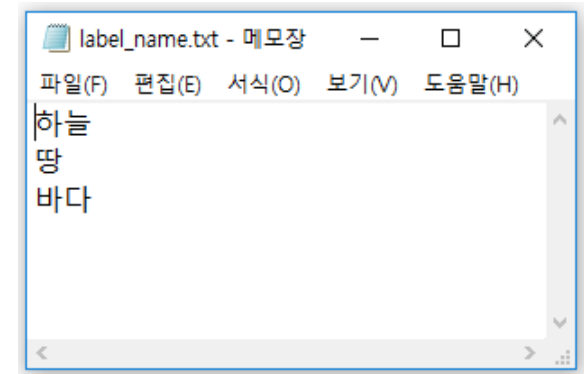 label_name.txt - 메모장
파일(F) 편집(E) 서식(O) 보기(V) 도움말(H)
하늘
땅
바다